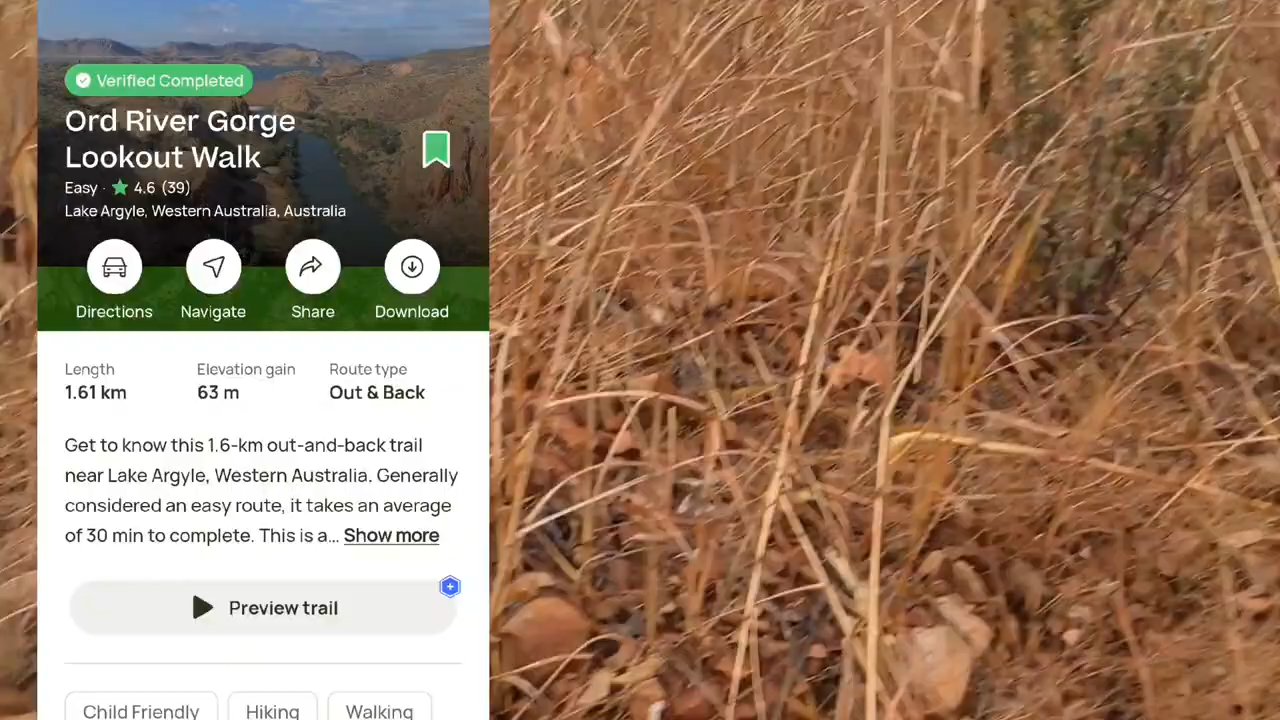 Verified Completed
Ord River Gorge
Lookout Walk
Easy · 4.6 (39)
Lake Argyle, Western Australia, Australia
Directions Navigate Share Download
Length Elevation gain Route type
1.61 km 63 m Out & Back
Get to know this 1.6-km out-and-back trail
near Lake Argyle, Western Australia. Generally
considered an easy route, it takes an average
of 30 min to complete. This is a... Show more
Preview trail
Child Friendly Hiking Walking